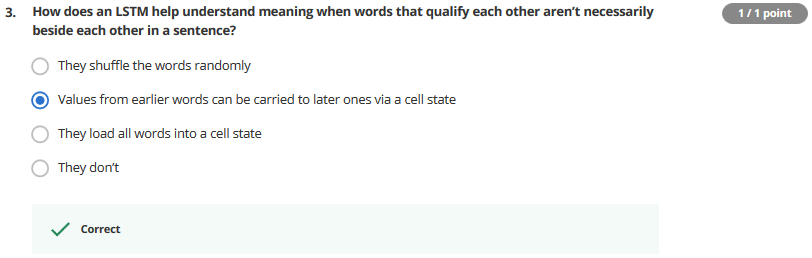 3. How does an LSTM help understand meaning when words that qualify each other aren’t necessarily
beside each other in a sentence?
1 / 1 point
They shuffle the words randomly
Values from earlier words can be carried to later ones via a cell state
They load all words into a cell state
They don’t
Correct